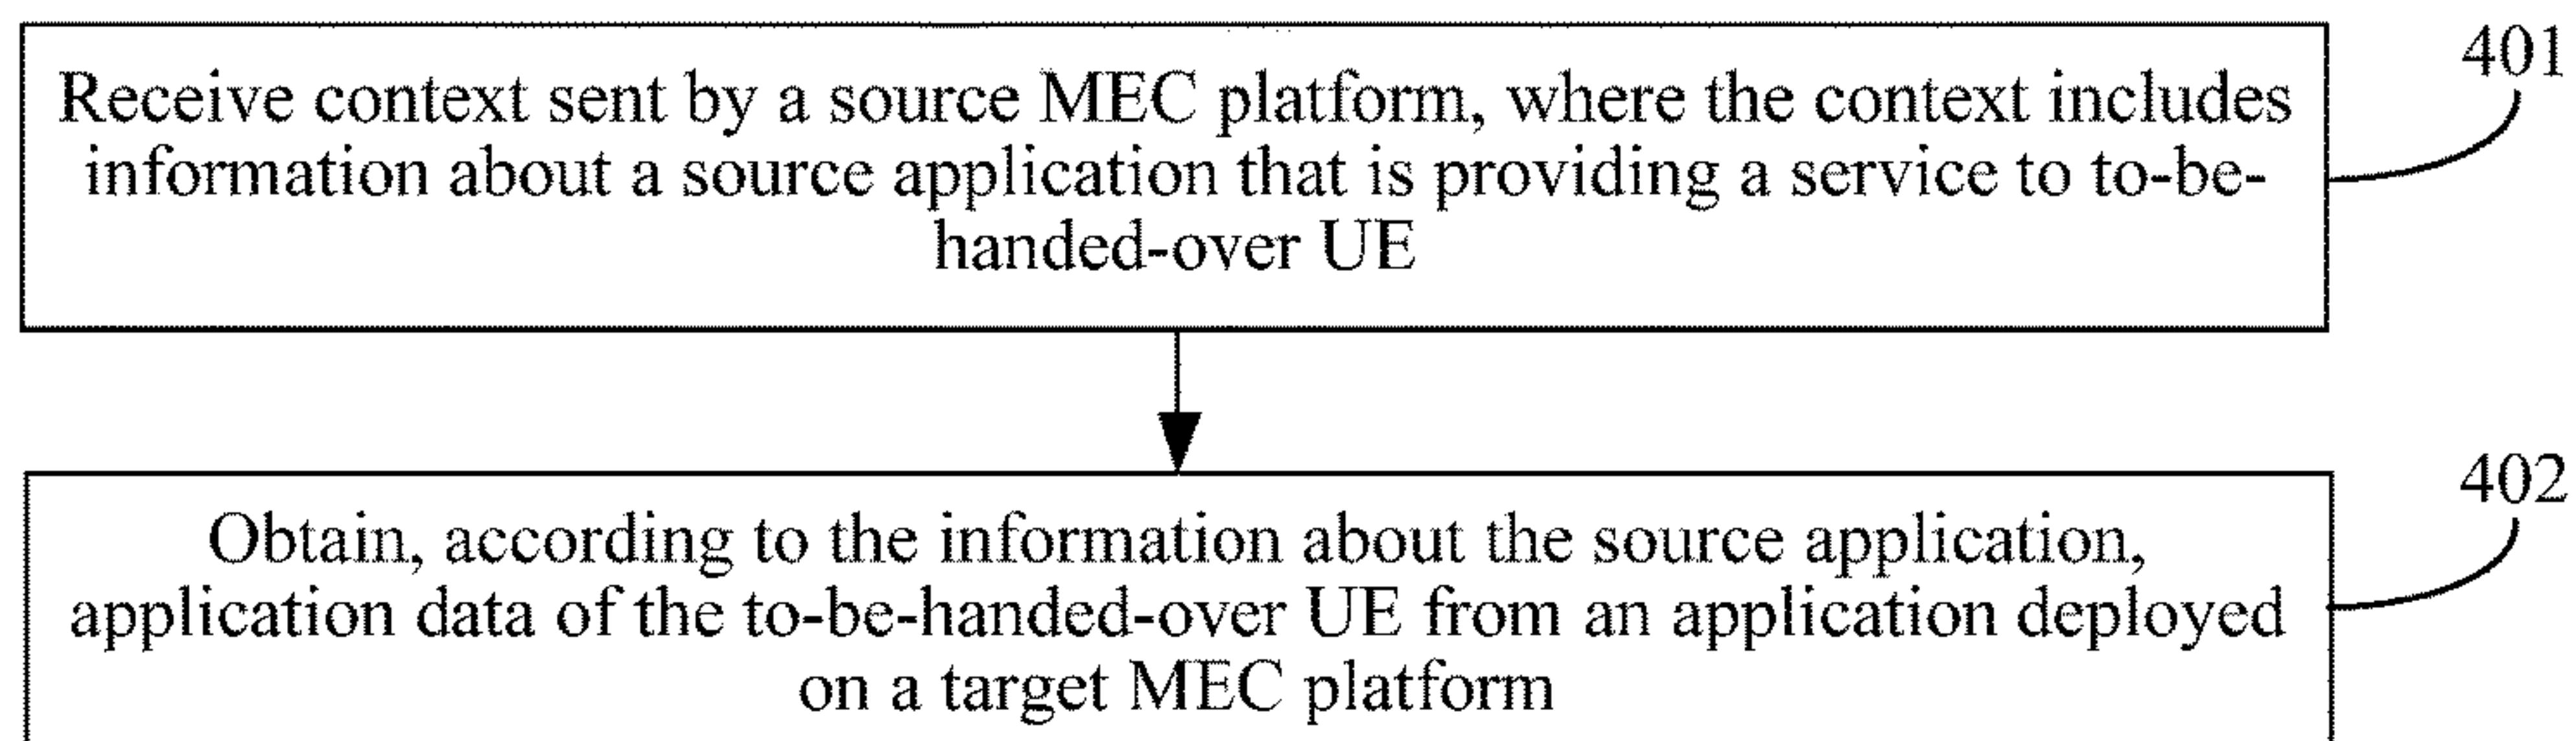 Receive context sent by a source MEC platform, where the context includes
information about a source application that is providing a service to to-be-
handed-over UE
401
Obtain, according to the information about the source application,
application data of the to-be-handed-over UE from an application deployed
on a target MEC platform
402